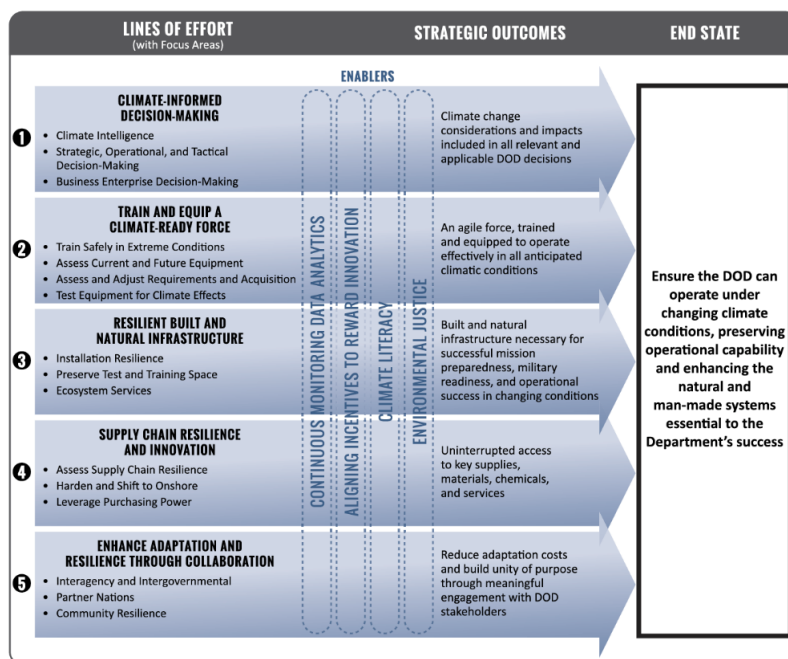 LINES OF EFFORT
(with Focus Areas)
STRATEGIC OUTCOMES
END STATE
ENABLERS
CONTINUOUS MONITORING DATA ANALYTICS
ALIGNING INCENTIVES TO REWARD INNOVATION
CLIMATE LITERACY
ENVIRONMENTAL JUSTICE
1
CLIMATE-INFORMED
DECISION-MAKING
• Climate Intelligence
• Strategic, Operational, and Tactical
Decision-Making
• Business Enterprise Decision-Making
Climate change
considerations and impacts
included in all relevant and
applicable DOD decisions
2
TRAIN AND EQUIP A
CLIMATE-READY FORCE
• Train Safely in Extreme Conditions
• Assess Current and Future Equipment
• Assess and Adjust Requirements and Acquisition
• Test Equipment for Climate Effects
An agile force, trained
and equipped to operate
effectively in all anticipated
climatic conditions
3
RESILIENT BUILT AND
NATURAL INFRASTRUCTURE
• Installation Resilience
• Preserve Test and Training Space
• Ecosystem Services
Built and natural
infrastructure necessary for
successful mission
preparedness, military
readiness, and operational
success in changing conditions
4
SUPPLY CHAIN RESILIENCE
AND INNOVATION
• Assess Supply Chain Resilience
• Harden and Shift to Onshore
• Leverage Purchasing Power
Uninterrupted access
to key supplies,
materials, chemicals,
and services
5
ENHANCE ADAPTATION AND
RESILIENCE THROUGH COLLABORATION
• Interagency and Intergovernmental
• Partner Nations
• Community Resilience
Reduce adaptation costs
and build unity of purpose
through meaningful
engagement with DOD
stakeholders
Ensure the DOD can
operate under
changing climate
conditions, preserving
operational capability
and enhancing the
natural and
man-made systems
essential to the
Department's success